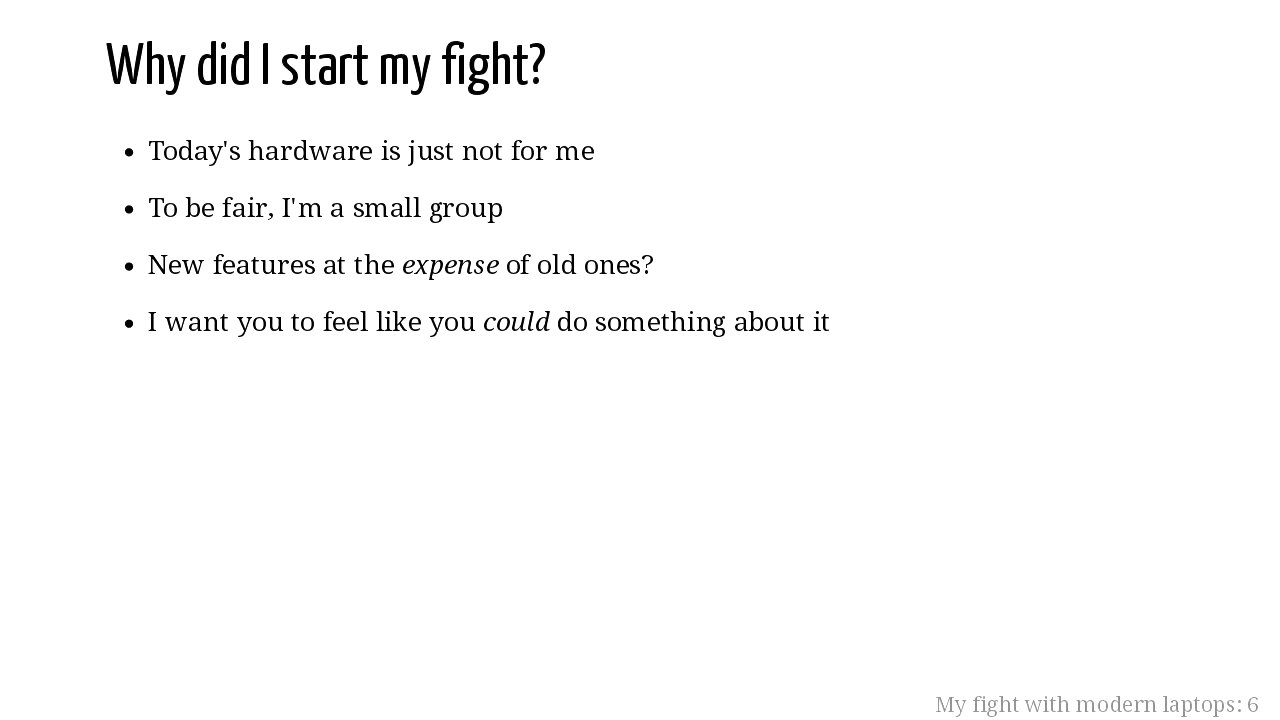 Why did I start my fight?
• Today's hardware is just not for me
• To be fair, I'm a small group
• New features at the expense of old ones?
• I want you to feel like you could do something about it
My fight with modern laptops: 6